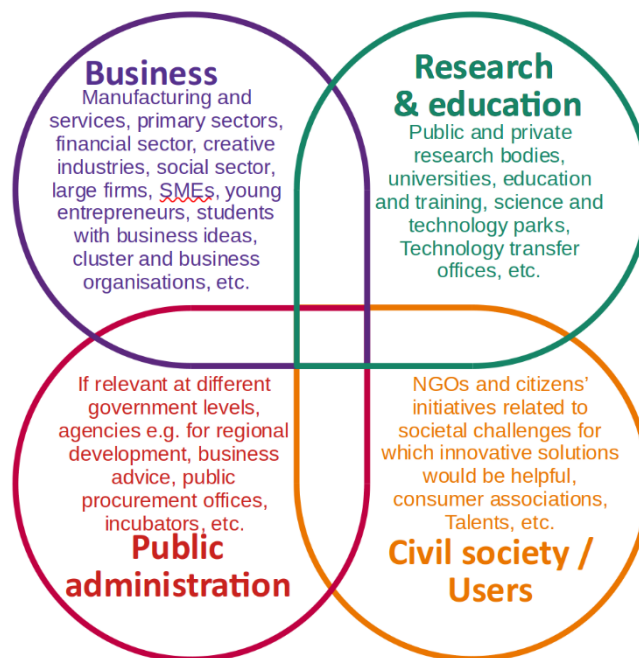 Business
Manufacturing and
services, primary sectors,
financial sector, creative
industries, social sector,
large firms, SMEs, young
entrepreneurs, students
with business ideas,
cluster and business
organisations, etc.
Research
& education
Public and private
research bodies,
universities, education
and training, science and
technology parks,
Technology transfer
offices, etc.
If relevant at different
government levels,
agencies e.g. for regional
development, business
advice, public
procurement offices,
incubators, etc.
Public
administration
NGOs and citizens’
initiatives related to
societal challenges for
which innovative solutions
would be helpful,
consumer associations,
Talents, etc.
Civil society /
Users